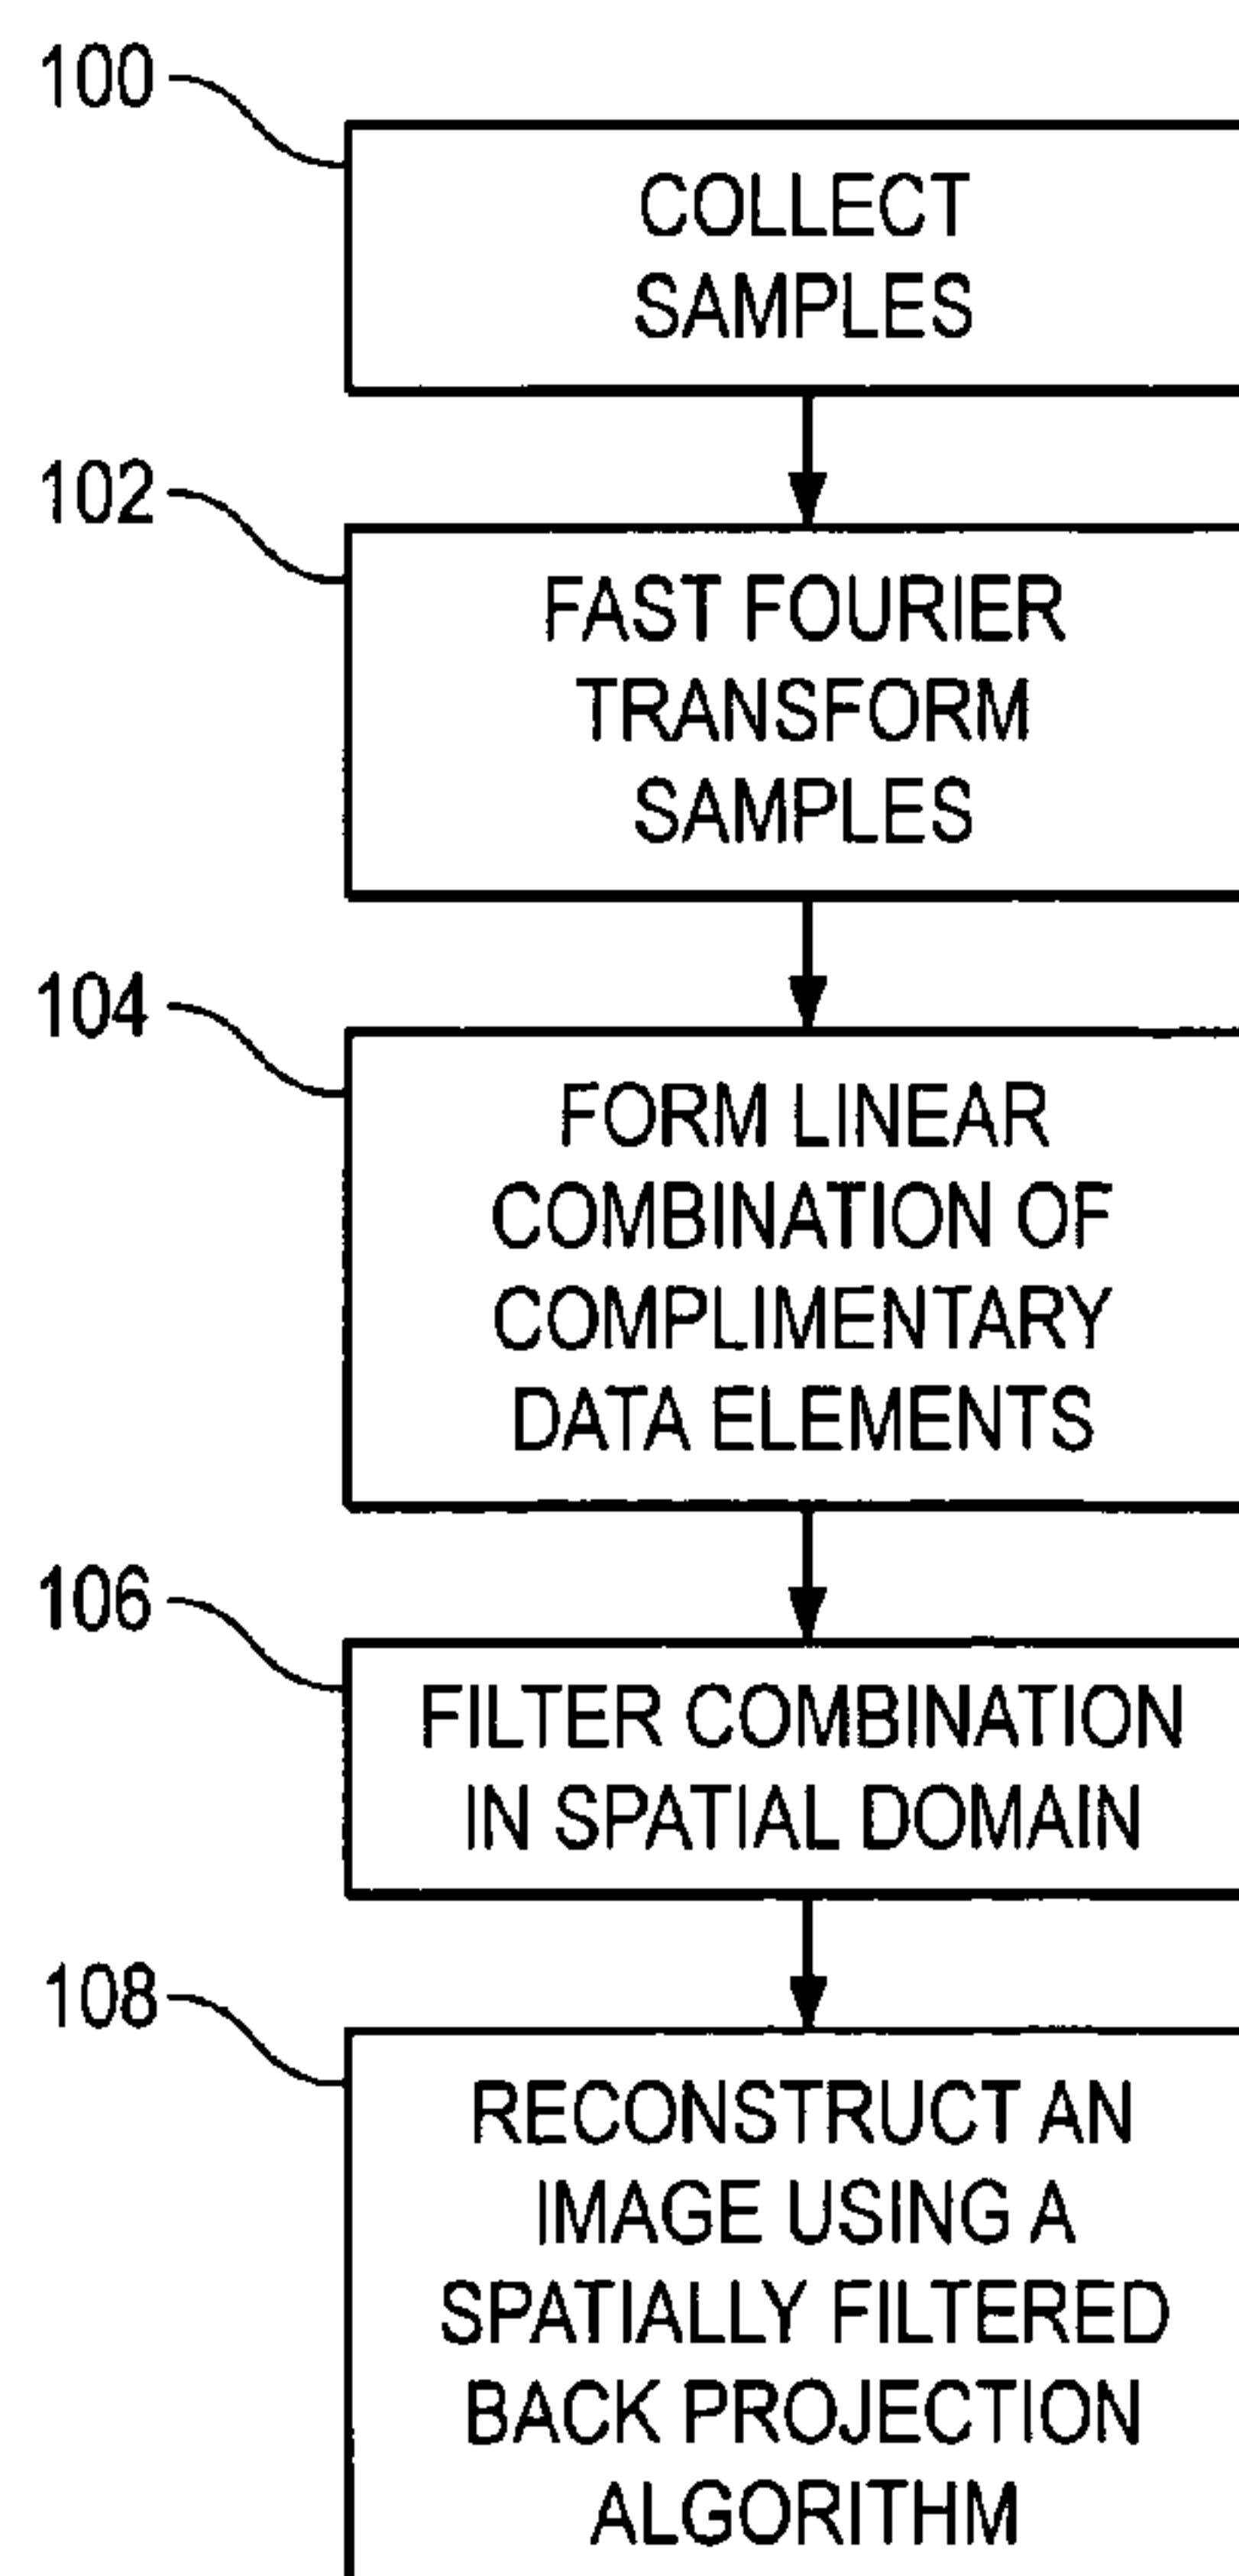 100
COLLECT
SAMPLES
102
FAST FOURIER
TRANSFORM
SAMPLES
104
FORM LINEAR
COMBINATION OF
COMPLIMENTARY
DATA ELEMENTS
106
FILTER COMBINATION
IN SPATIAL DOMAIN
108
RECONSTRUCT AN
IMAGE USING A
SPATIALLY FILTERED
BACK PROJECTION
ALGORITHM